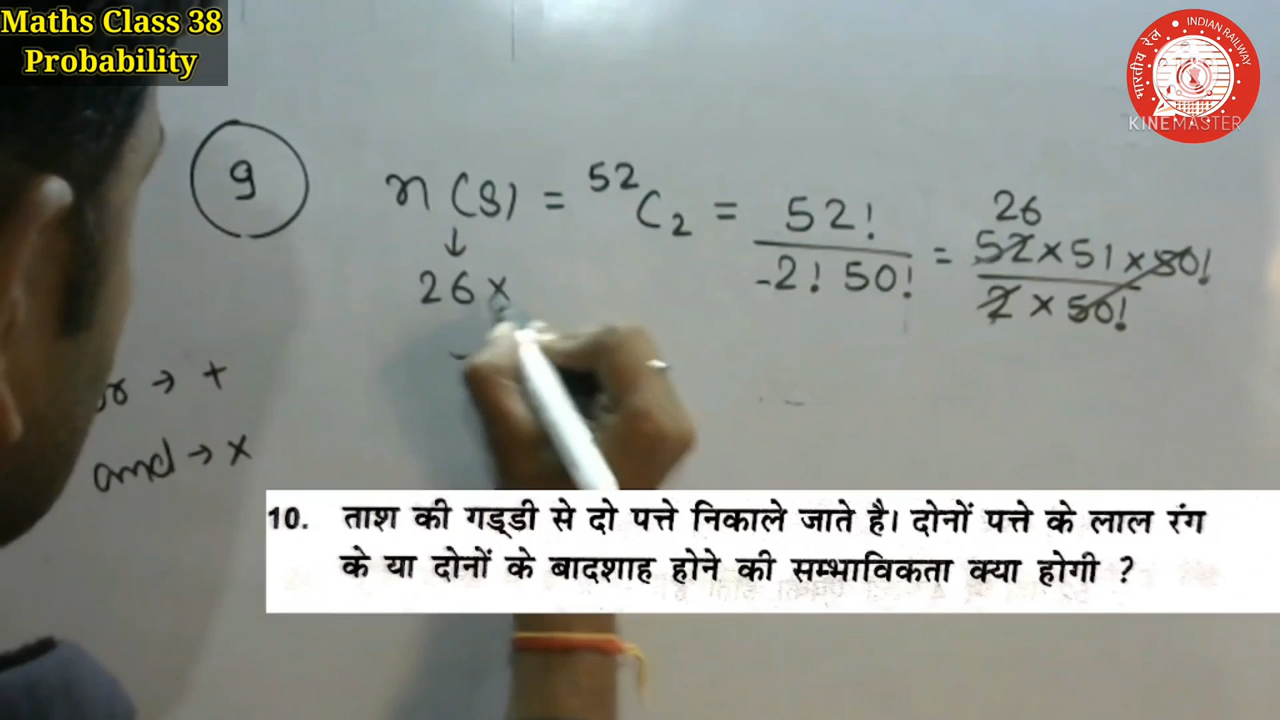 Maths Class 38
Probability
भारतीय रेल INDIAN RAILWAY
KINEMASTER
9
n(S) = ⁵²C₂ = 52! / 2! 50! = 26 52×51×50! / 2×50!
↓
26×
or → +
and → ×
10. ताश की गड्डी से दो पत्ते निकाले जाते है। दोनों पत्ते के लाल रंग
के या दोनों के बादशाह होने की सम्भाविकता क्या होगी ?